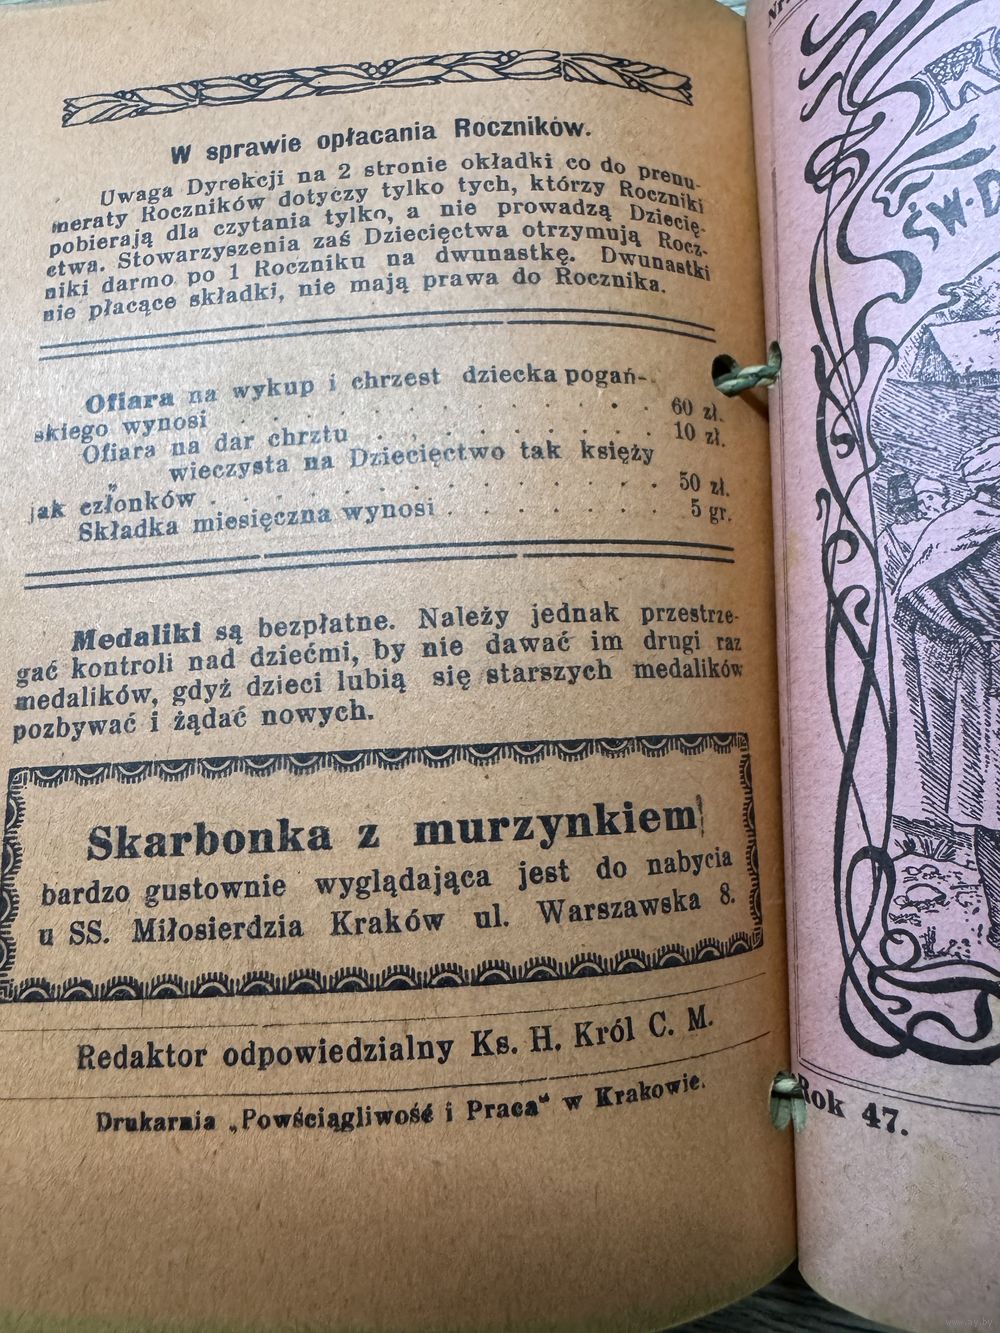 W sprawie opłacania Roczników.
Uwaga Dyrekcji na 2 stronie okładki co do prenu-
meraty Roczników dotyczy tylko tych, którzy Roczniki
pobierają dla czytania tylko, a nie prowadzą Dziecię-
ctwa. Stowarzyszenia zaś Dziecięctwa otrzymują Rocz-
niki darmo po 1 Roczniku na dwunastkę. Dwunastki
nie płacące składki, nie mają prawa do Rocznika.
Ofiara na wykup i chrzest dziecka pogań-
skiego wynosi . . . . . . . . . . . 60 zł.
Ofiara na dar chrztu . . . . . . . . . 10 zł.
„ wieczysta na Dziecięctwo tak księży
jak członków . . . . . . . . . . . 50 zł.
Składka miesięczna wynosi . . . . . . . 5 gr.
Medaliki są bezpłatne. Należy jednak przestrze-
gać kontroli nad dziećmi, by nie dawać im drugi raz
medalików, gdyż dzieci lubią się starszych medalików
pozbywać i żądać nowych.
Skarbonka z murzynkiem
bardzo gustownie wyglądająca jest do nabycia
u SS. Miłosierdzia Kraków ul. Warszawska 8.
Redaktor odpowiedzialny Ks. H. Król C. M.
Drukarnia „Powściągliwość i Praca“ w Krakowie.
Nr.
ŚW. D
Rok 47.
www.ay.by